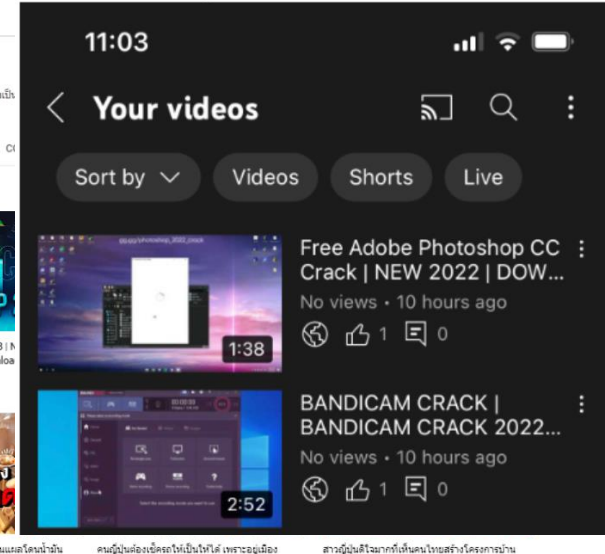 11:03
Your videos
Sort by
Videos
Shorts
Live
gg.gg/photoshop_2022_crack
1:38
Free Adobe Photoshop CC
Crack | NEW 2022 | DOW...
No views • 10 hours ago
1
0
2:52
BANDICAM CRACK |
BANDICAM CRACK 2022...
No views • 10 hours ago
1
0
คนญี่ปุ่นต้องเช็ครถให้เป็นให้ได้ เพราะอยู่เมือง
สาวญี่ปุ่นดีใจมากที่เห็นคนไทยสร้างโครงการบ้าน